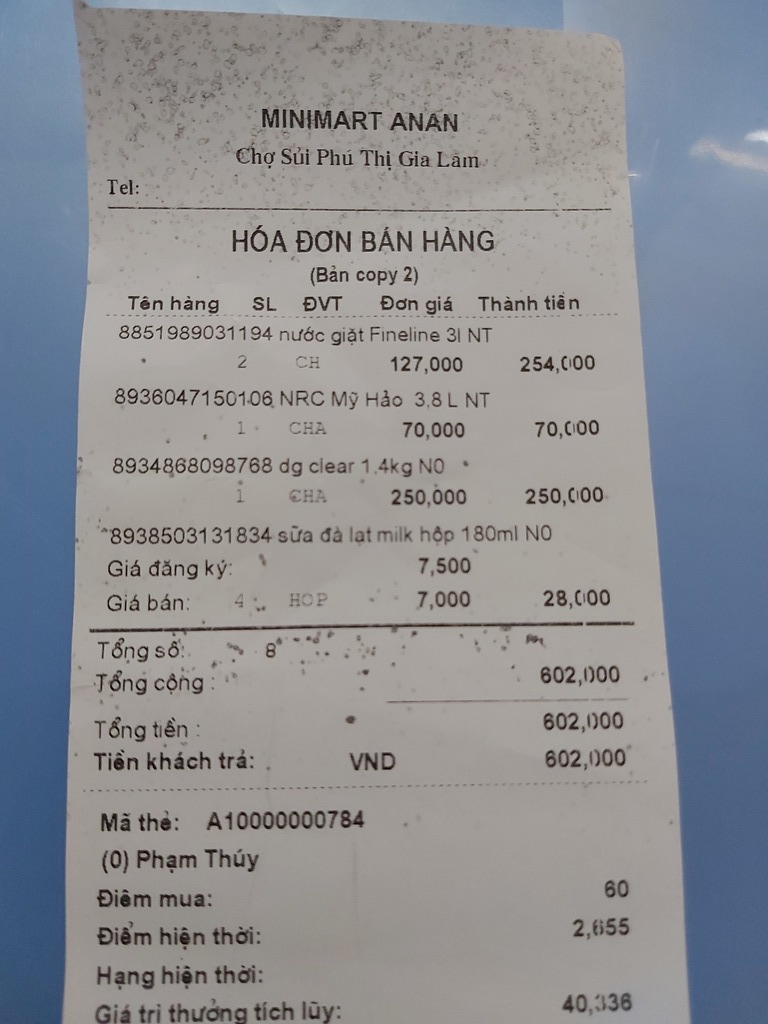 MINIMART ANAN
Chợ Sủi Phú Thị Gia Lâm
Tel:
HÓA ĐƠN BÁN HÀNG
(Bản copy 2)
Tên hàng SL ĐVT Đơn giá Thành tiền
8851989031194 nước giặt Fineline 3l NT
2 CH 127,000 254,000
8936047150106 NRC Mỹ Hảo 3,8 L NT
1 CHA 70,000 70,000
8934868098768 dg clear 1.4kg N0
1 CHA 250,000 250,000
8938503131834 sữa đà lạt milk hộp 180ml N0
Giá đăng ký: 7,500
Giá bán: 4 HOP 7,000 28,000
Tổng số: 8
Tổng cộng : 602,000
Tổng tiền : 602,000
Tiền khách trả: VND 602,000
Mã thẻ: A10000000784
(0) Phạm Thúy
Điểm mua: 60
Điểm hiện thời: 2,655
Hạng hiện thời:
Giá trị thưởng tích lũy: 40,336